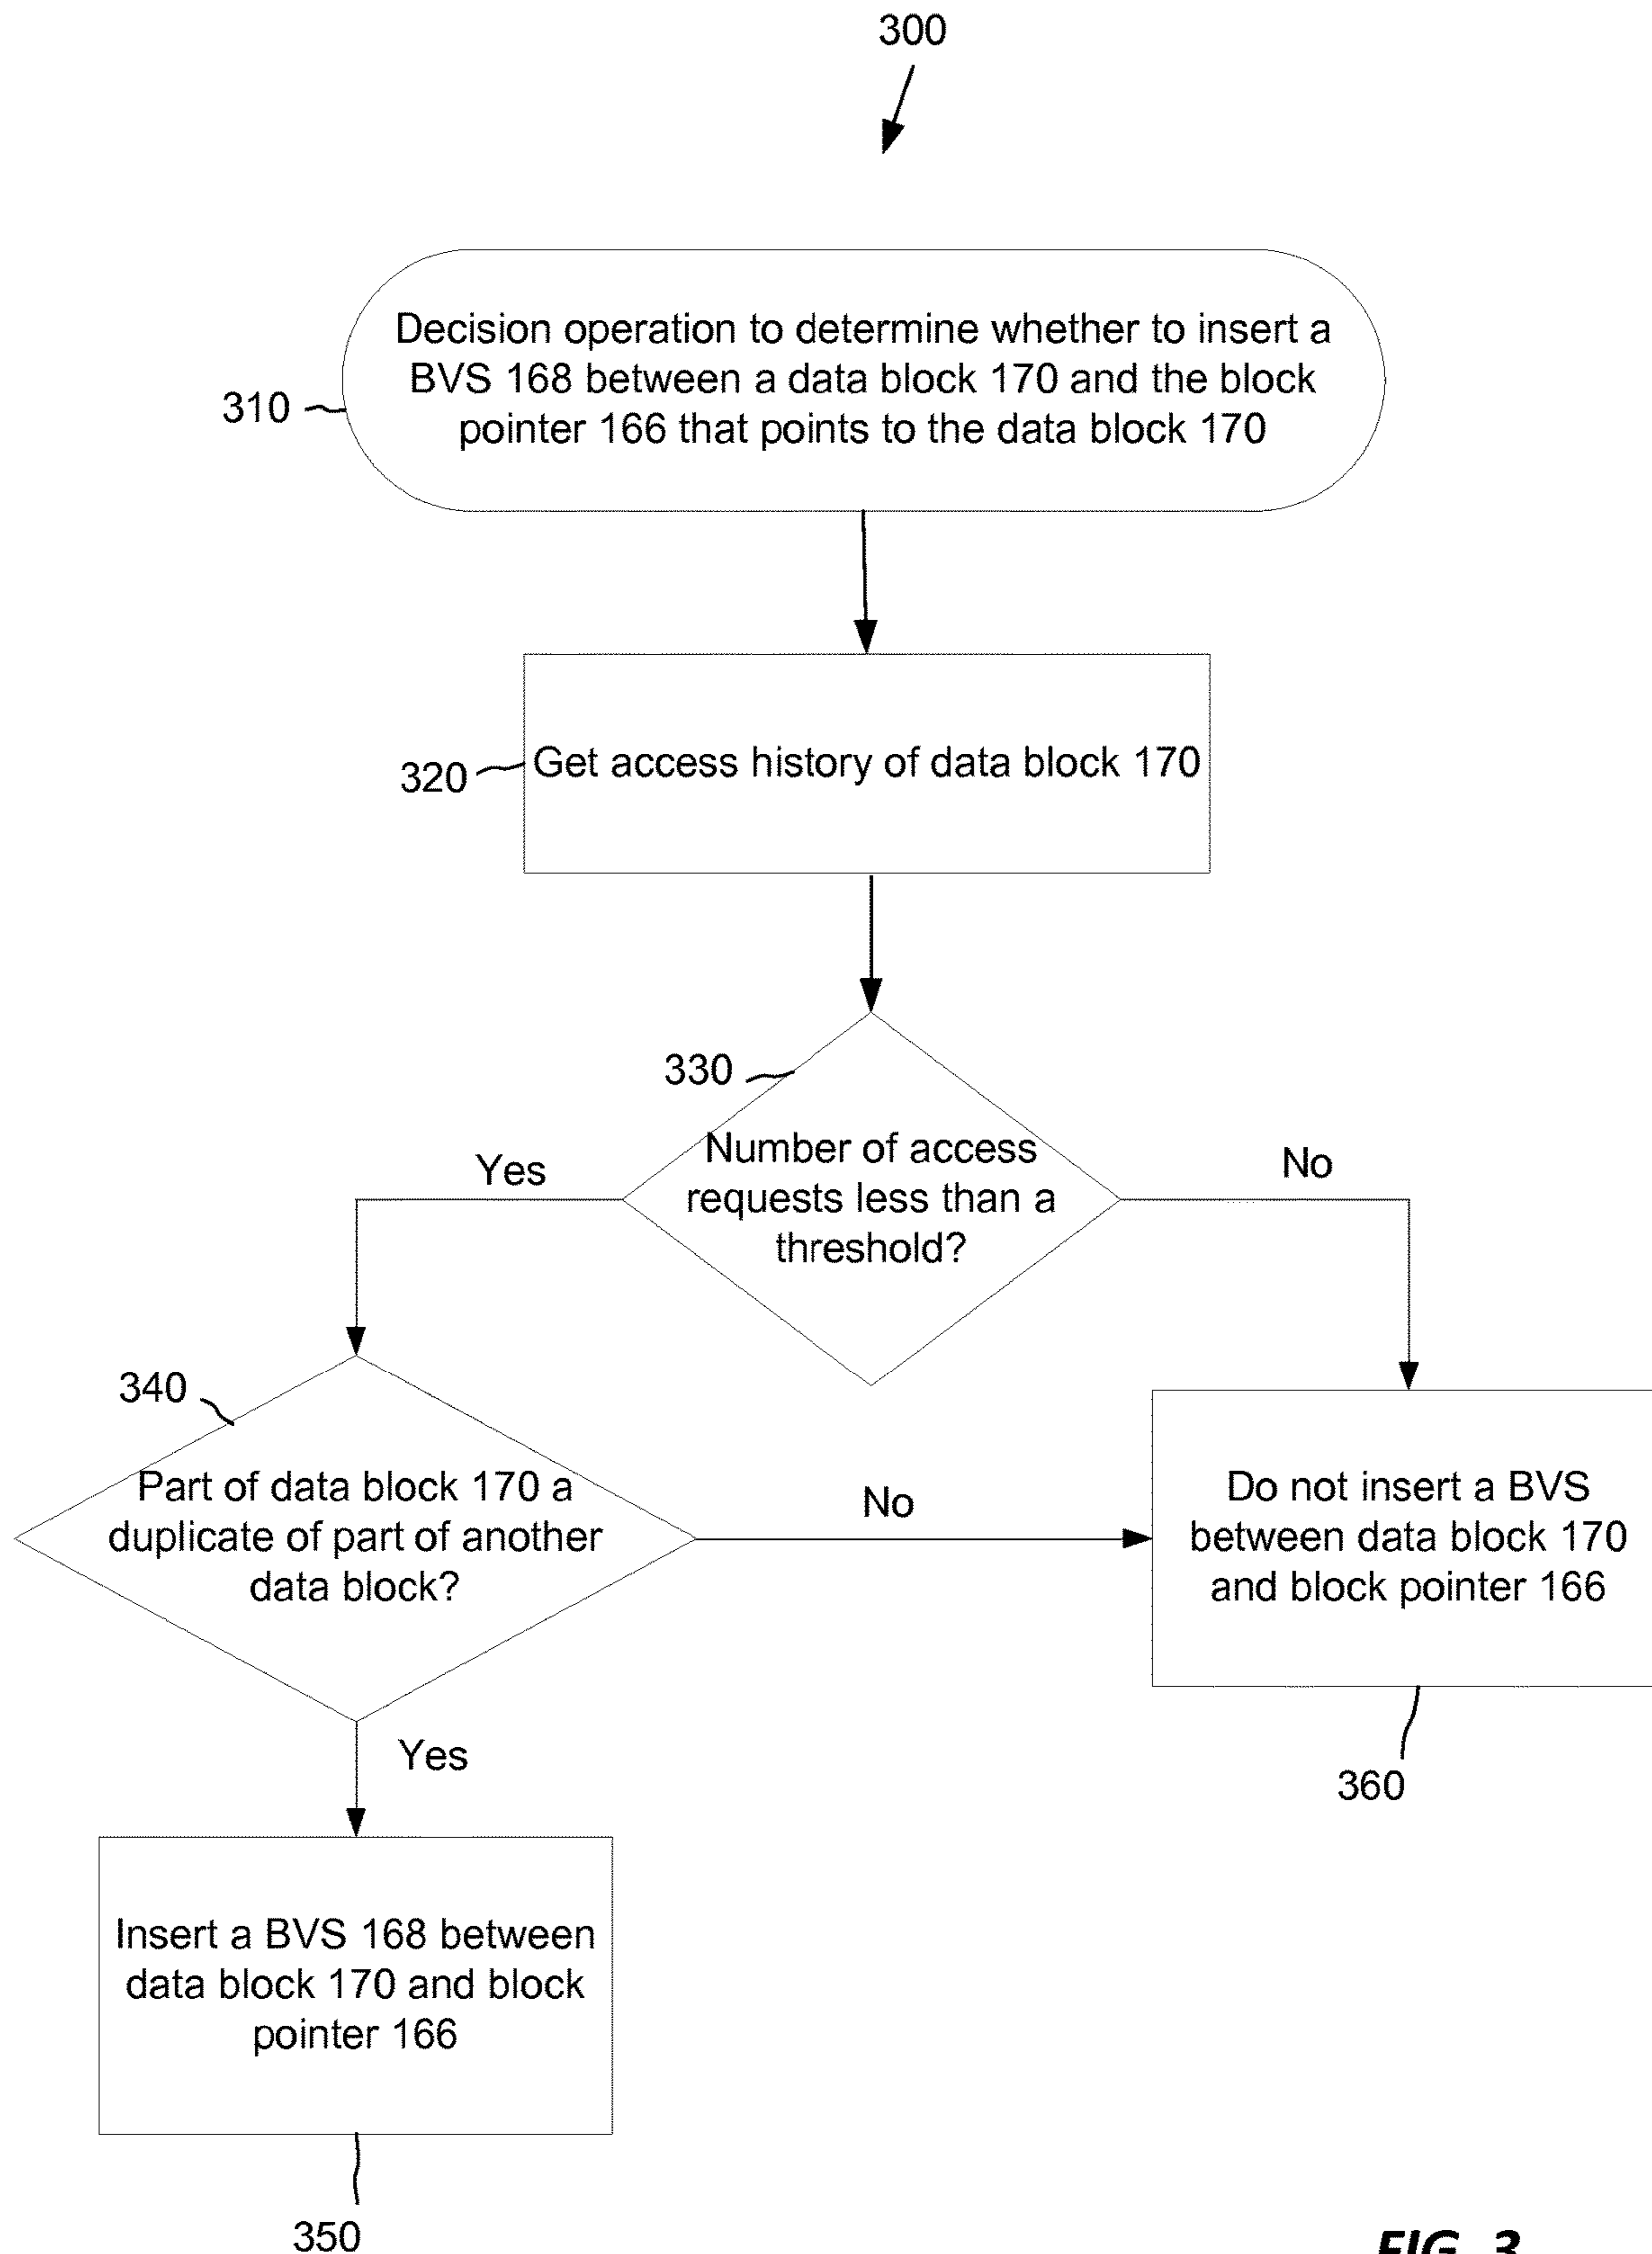 300
Decision operation to determine whether to insert a
BVS 168 between a data block 170 and the block
pointer 166 that points to the data block 170
310
Get access history of data block 170
320
330
Number of access
requests less than a
threshold?
Yes
No
340
Part of data block 170 a
duplicate of part of another
data block?
No
Do not insert a BVS
between data block 170
and block pointer 166
Yes
360
Insert a BVS 168 between
data block 170 and block
pointer 166
350
FIG. 3